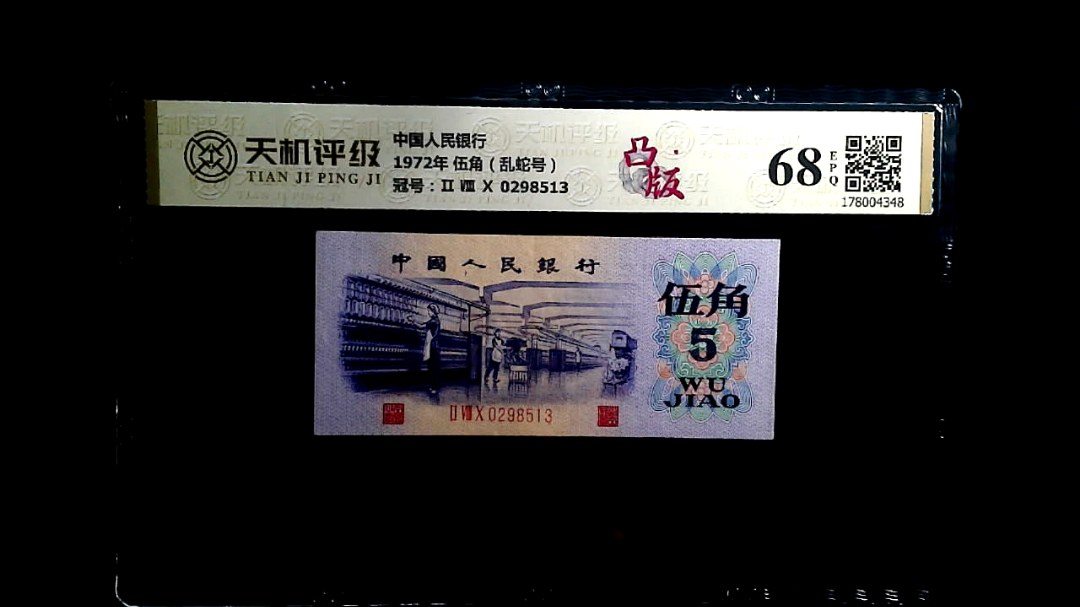 天机评级
TIAN JI PING JI
中国人民银行
1972年 伍角（乱蛇号）
冠号：II VIII X 0298513
凸版
68
EPQ
178004348
中國人民銀行
伍角
5
WU
JIAO
II VIII X 0298513